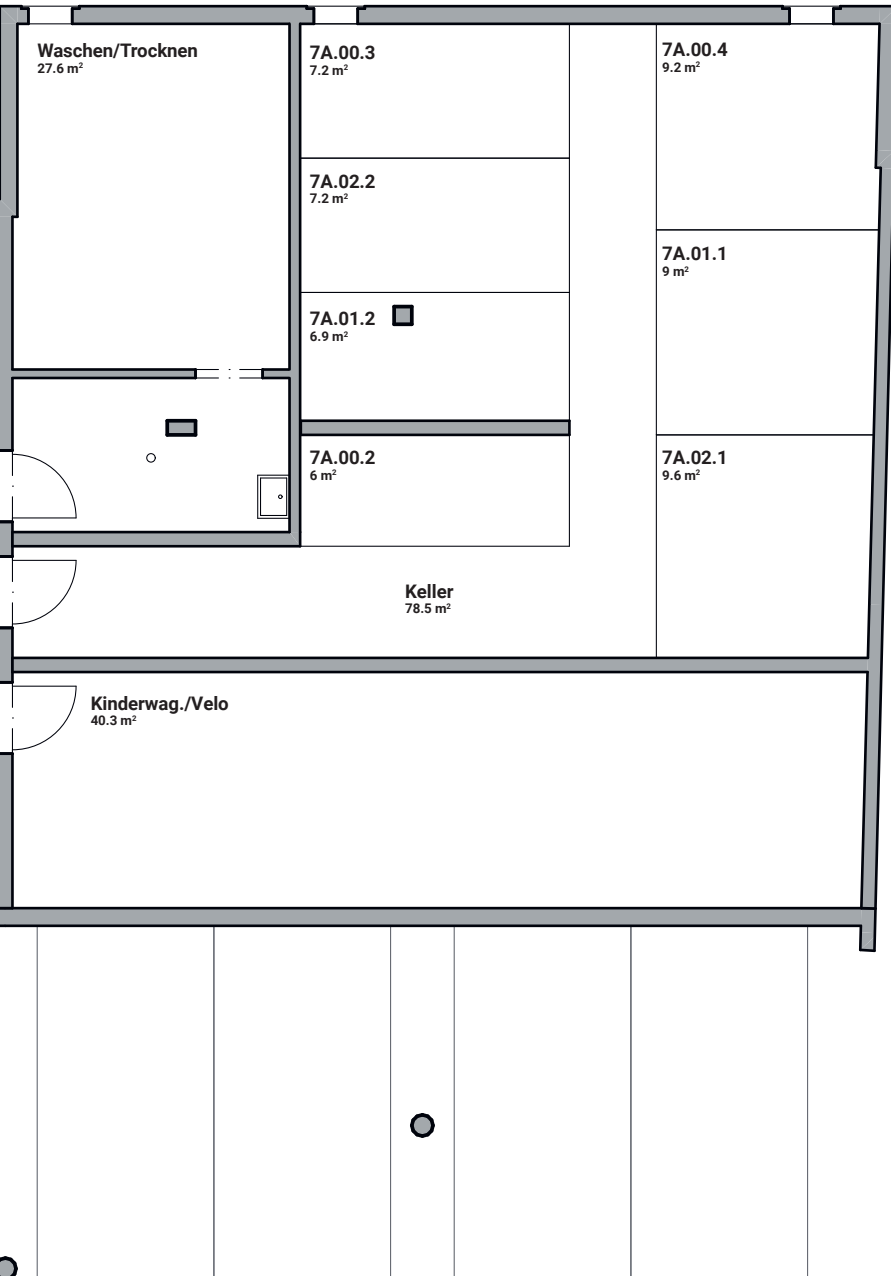 Waschen/Trocknen
27.6 m²
7A.00.3
7.2 m²
7A.00.4
9.2 m²
7A.02.2
7.2 m²
7A.01.1
9 m²
7A.01.2
6.9 m²
7A.00.2
6 m²
7A.02.1
9.6 m²
Keller
78.5 m²
Kinderwag./Velo
40.3 m²